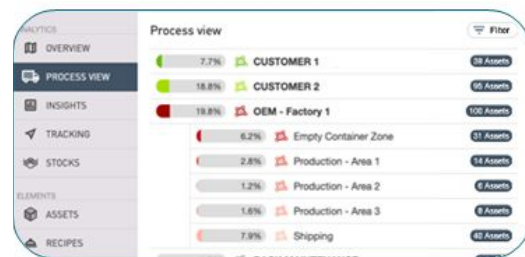 ANALYTICS
OVERVIEW
PROCESS VIEW
INSIGHTS
TRACKING
STOCKS
ELEMENTS
ASSETS
RECIPES
Process view
Filter
7.7% CUSTOMER 1 39 Assets
18.8% CUSTOMER 2 95 Assets
19.8% OEM - Factory 1 100 Assets
6.2% Empty Container Zone 31 Assets
2.8% Production - Area 1 14 Assets
1.2% Production - Area 2 6 Assets
1.6% Production - Area 3 8 Assets
7.9% Shipping 40 Assets